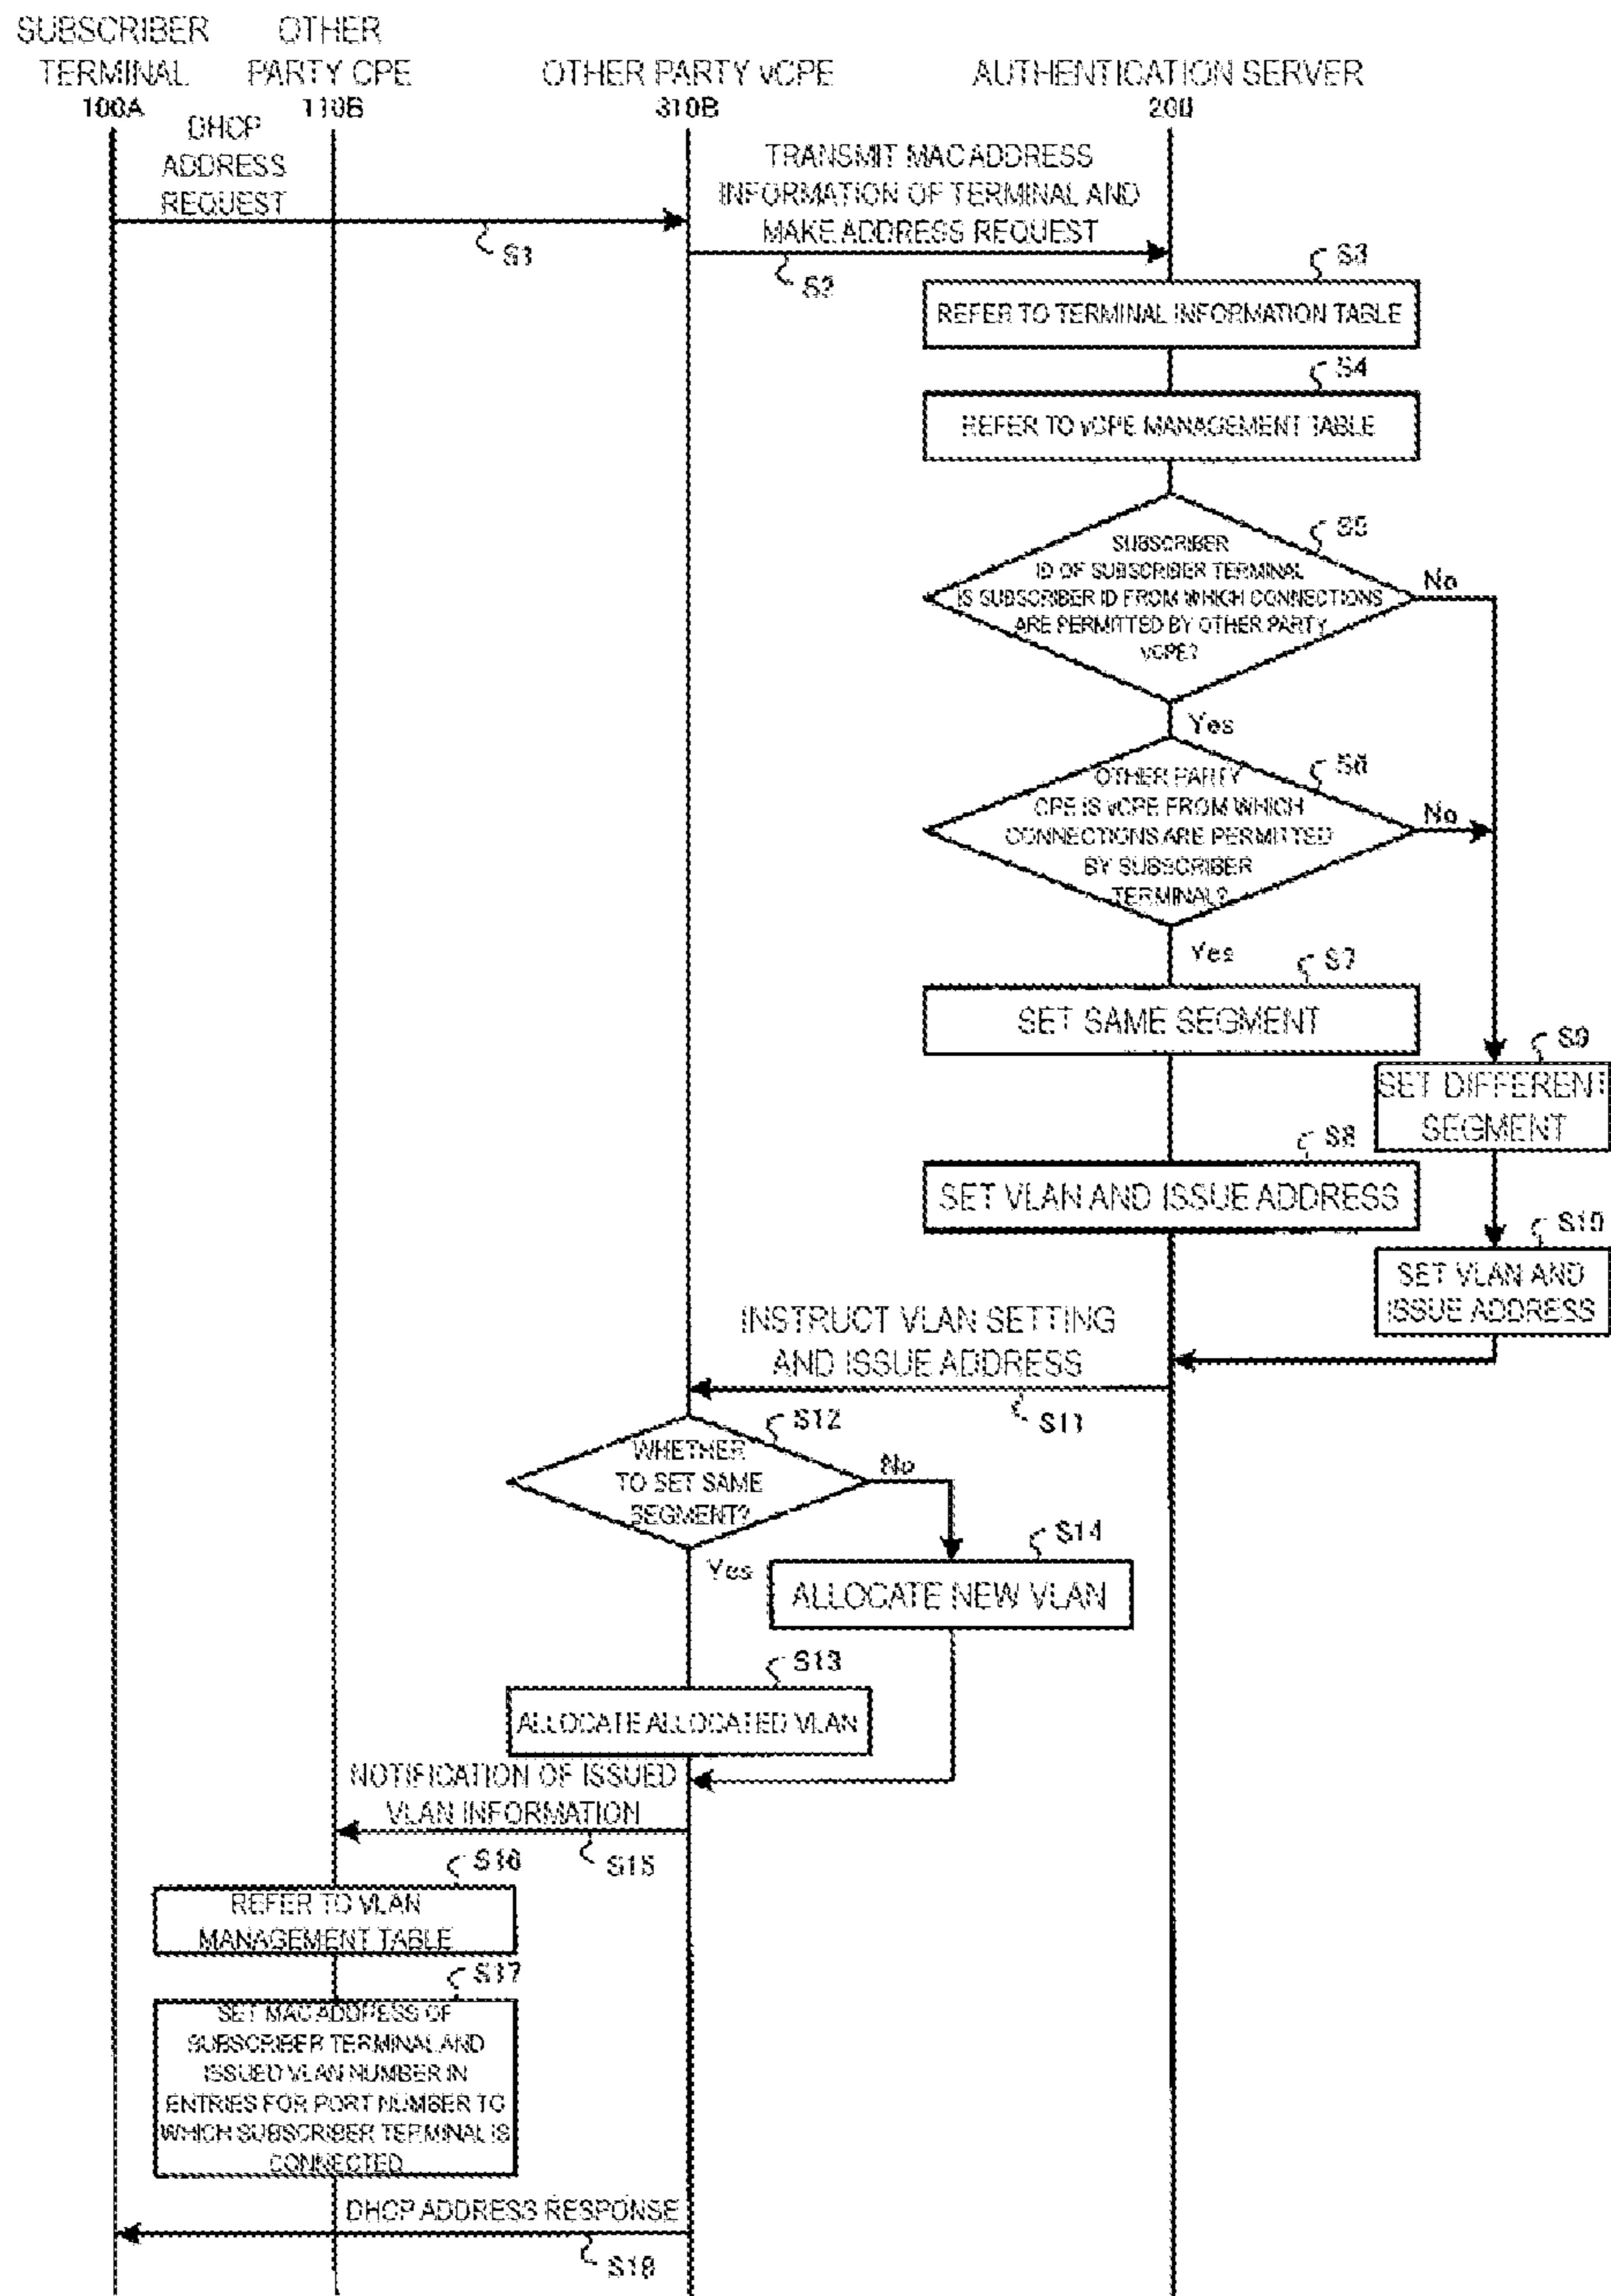 SUBSCRIBER
TERMINAL
100A
OTHER
PARTY CPE
110B
OTHER PARTY vCPE
310B
AUTHENTICATION SERVER
200
DHCP
ADDRESS
REQUEST
S1
TRANSMIT MAC ADDRESS
INFORMATION OF TERMINAL AND
MAKE ADDRESS REQUEST
S2
S3
REFER TO TERMINAL INFORMATION TABLE
S4
REFER TO vCPE MANAGEMENT TABLE
S5
SUBSCRIBER
ID OF SUBSCRIBER TERMINAL
IS SUBSCRIBER ID FROM WHICH CONNECTIONS
ARE PERMITTED BY OTHER PARTY
vCPE?
No
Yes
S6
OTHER PARTY
CPE IS vCPE FROM WHICH
CONNECTIONS ARE PERMITTED
BY SUBSCRIBER
TERMINAL?
No
Yes
S7
SET SAME SEGMENT
S9
SET DIFFERENT
SEGMENT
S8
SET VLAN AND ISSUE ADDRESS
S10
SET VLAN AND
ISSUE ADDRESS
INSTRUCT VLAN SETTING
AND ISSUE ADDRESS
S11
S12
WHETHER
TO SET SAME
SEGMENT?
No
Yes
S14
ALLOCATE NEW VLAN
S13
ALLOCATE ALLOCATED VLAN
NOTIFICATION OF ISSUED
VLAN INFORMATION
S15
S16
REFER TO VLAN
MANAGEMENT TABLE
S17
SET MAC ADDRESS OF
SUBSCRIBER TERMINAL AND
ISSUED VLAN NUMBER IN
ENTRIES FOR PORT NUMBER TO
WHICH SUBSCRIBER TERMINAL IS
CONNECTED
DHCP ADDRESS RESPONSE
S18